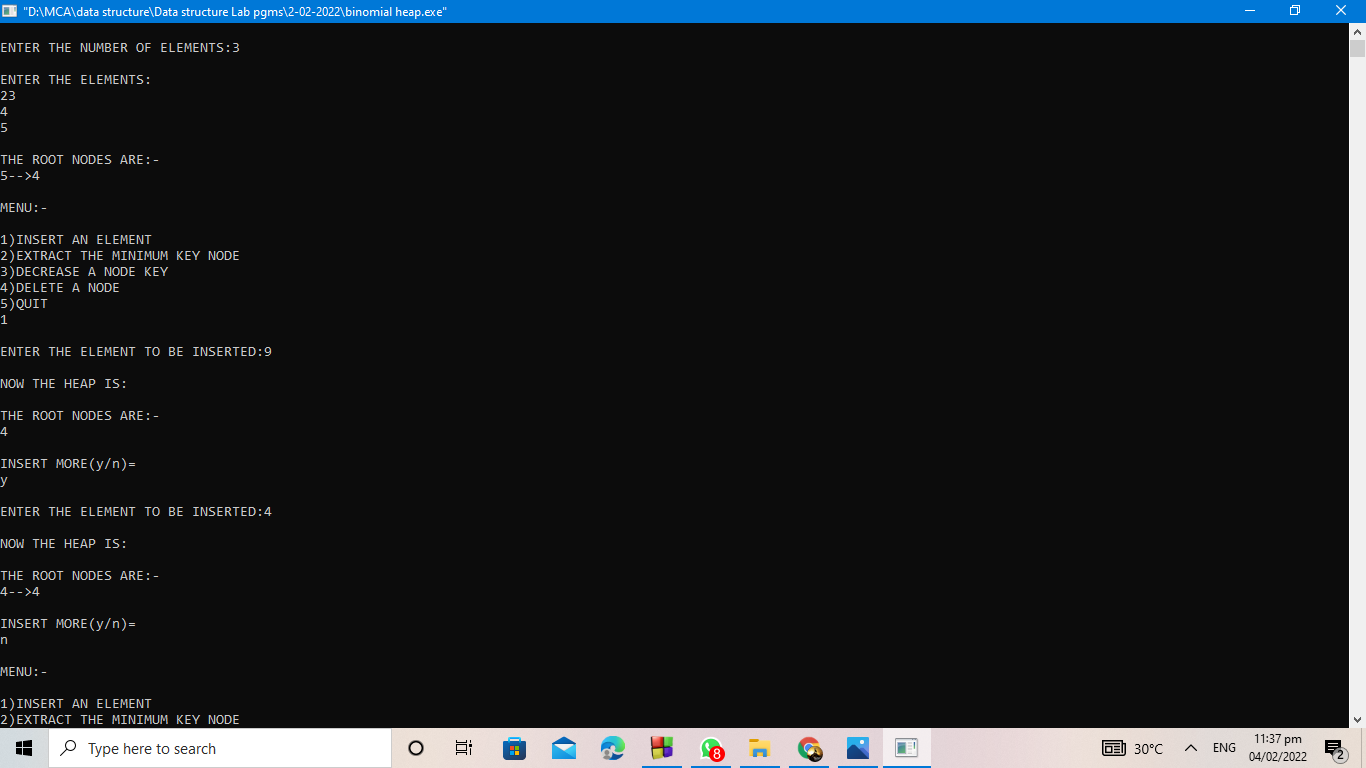 "D:\MCA\data structure\Data structure Lab pgms\2-02-2022\binomial heap.exe"
ENTER THE NUMBER OF ELEMENTS:3
ENTER THE ELEMENTS:
23
4
5
THE ROOT NODES ARE:-
5-->4
MENU:-
1)INSERT AN ELEMENT
2)EXTRACT THE MINIMUM KEY NODE
3)DECREASE A NODE KEY
4)DELETE A NODE
5)QUIT
1
ENTER THE ELEMENT TO BE INSERTED:9
NOW THE HEAP IS:
THE ROOT NODES ARE:-
4
INSERT MORE(y/n)=
y
ENTER THE ELEMENT TO BE INSERTED:4
NOW THE HEAP IS:
THE ROOT NODES ARE:-
4-->4
INSERT MORE(y/n)=
n
MENU:-
1)INSERT AN ELEMENT
2)EXTRACT THE MINIMUM KEY NODE
Type here to search
8
30°C
ENG
11:37 pm
04/02/2022
2